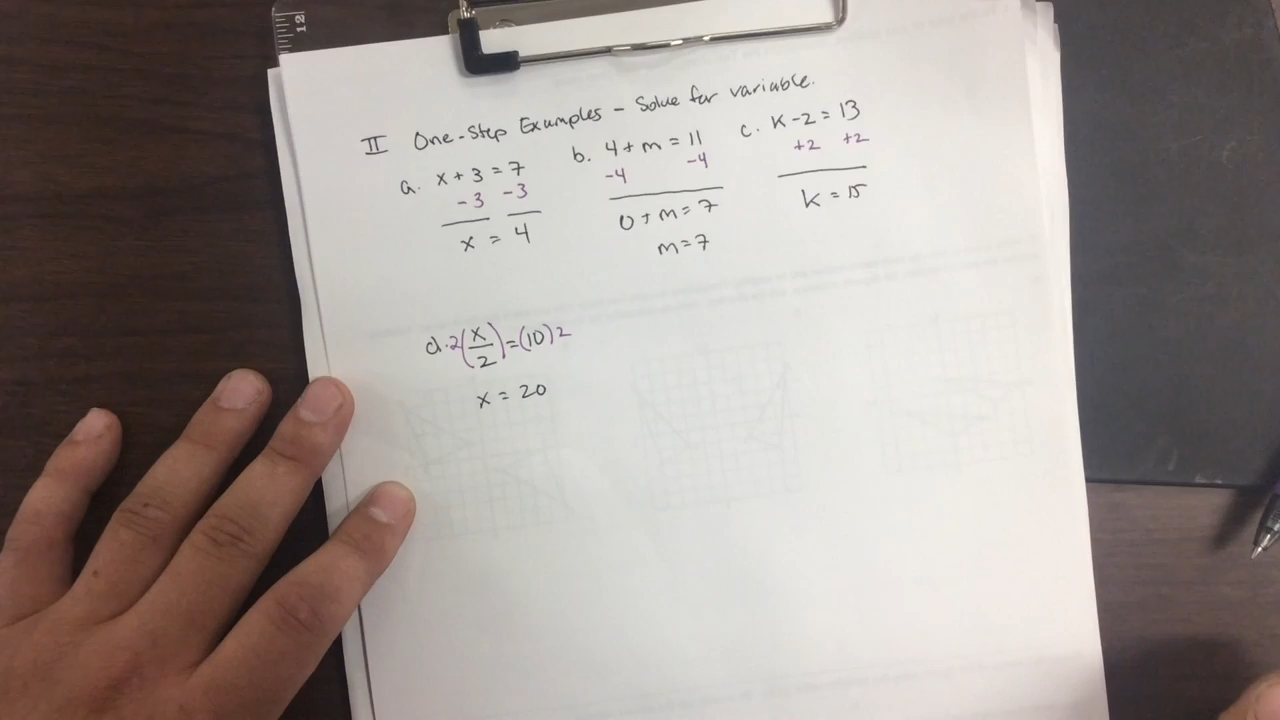 12
II One-Step Examples - Solve for variable.
a. x + 3 = 7
-3 -3
x = 4
b. 4 + m = 11
-4 -4
0 + m = 7
m = 7
c. k - 2 = 13
+2 +2
k = 15
d. 2(x/2) = (10)2
x = 20